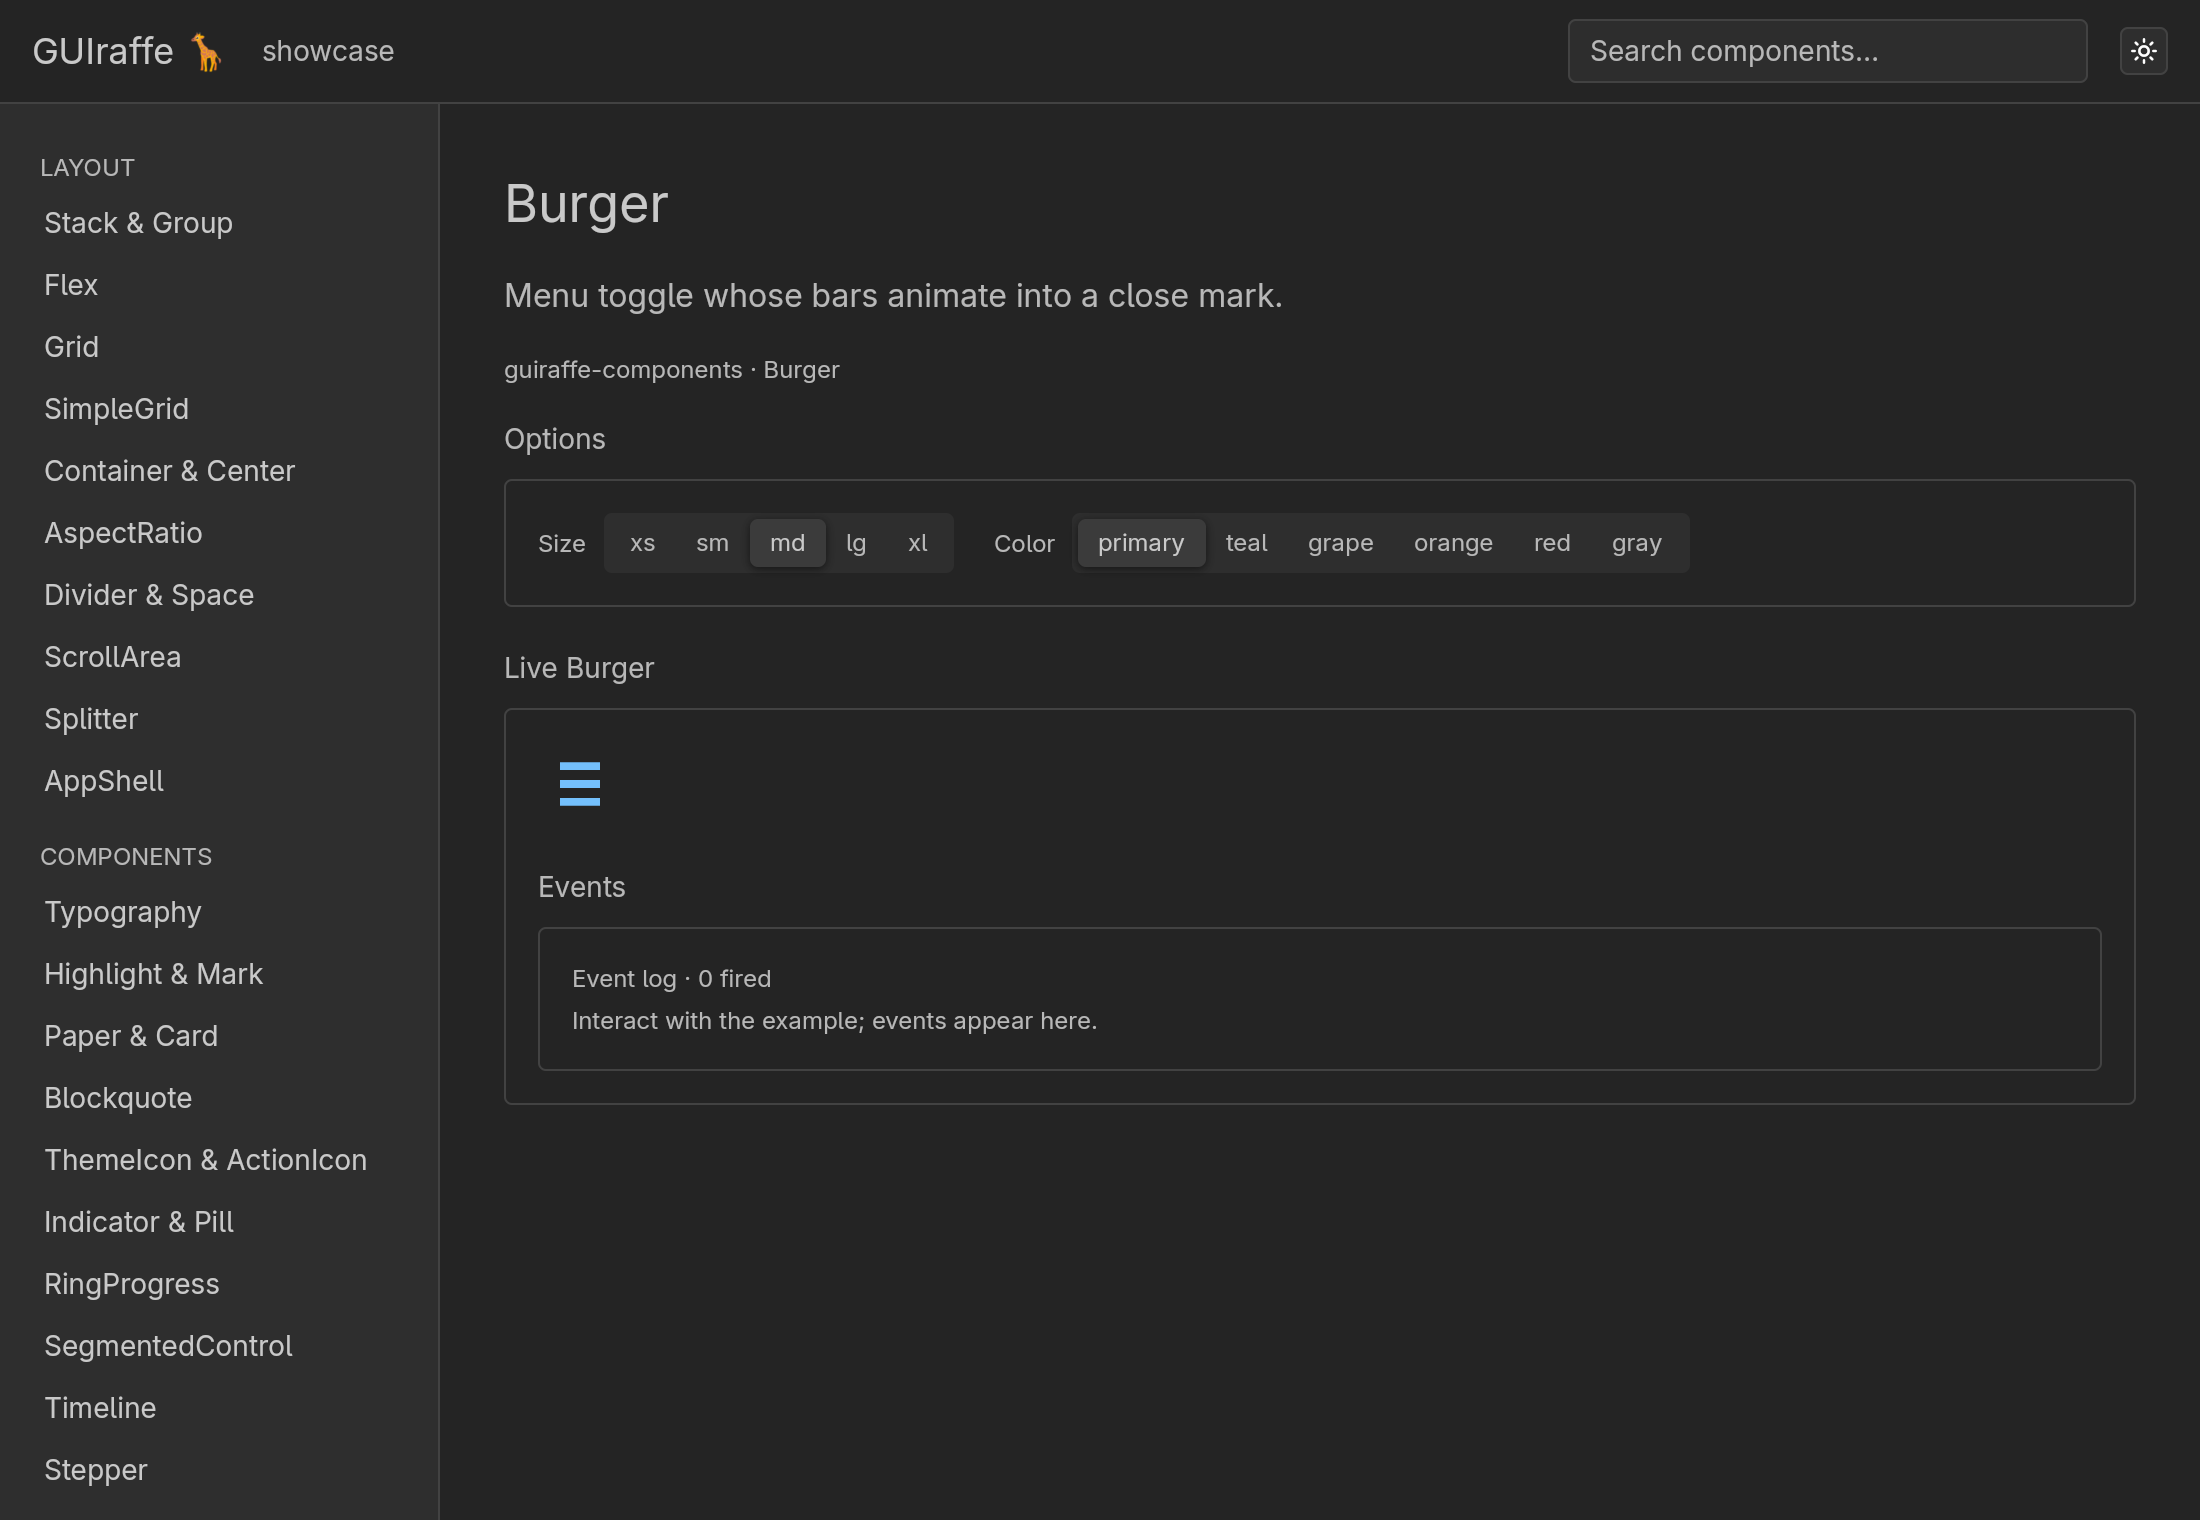 GUIraffe 🦒 showcase
Search components...
LAYOUT
Stack & Group
Flex
Grid
SimpleGrid
Container & Center
AspectRatio
Divider & Space
ScrollArea
Splitter
AppShell
COMPONENTS
Typography
Highlight & Mark
Paper & Card
Blockquote
ThemeIcon & ActionIcon
Indicator & Pill
RingProgress
SegmentedControl
Timeline
Stepper
Burger
Menu toggle whose bars animate into a close mark.
guiraffe-components · Burger
Options
Size xs sm md lg xl Color primary teal grape orange red gray
Live Burger
Events
Event log · 0 fired
Interact with the example; events appear here.